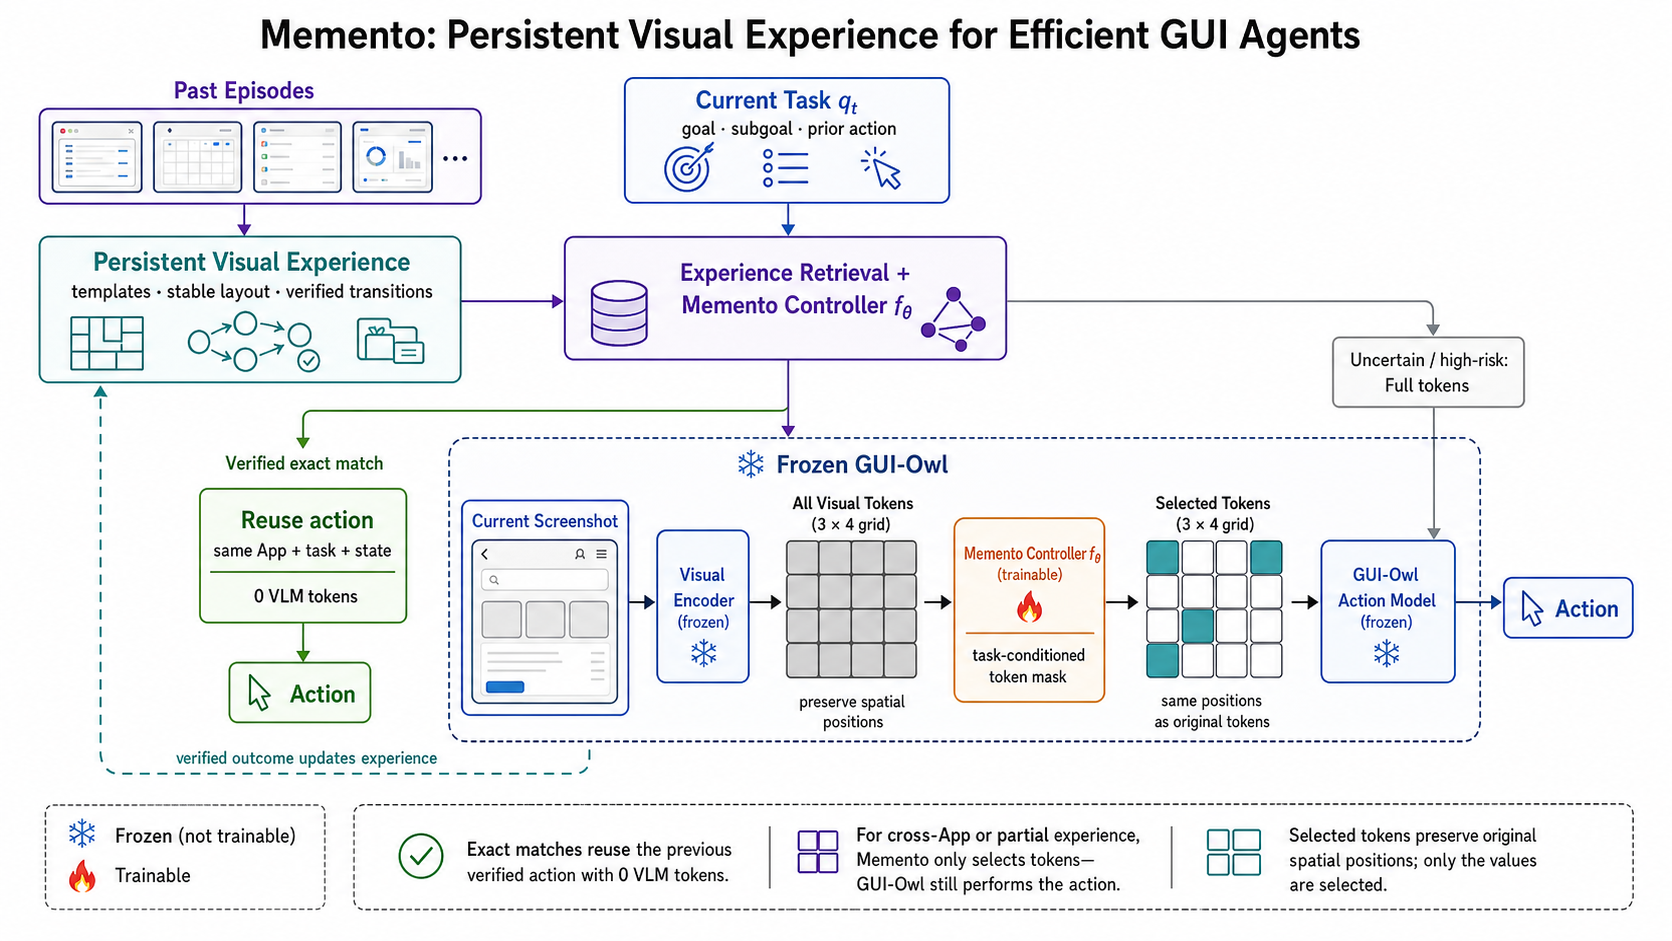 Memento: Persistent Visual Experience for Efficient GUI Agents
Past Episodes
...
Current Task qt
goal · subgoal · prior action
Persistent Visual Experience
templates · stable layout · verified transitions
Experience Retrieval +
Memento Controller fθ
Uncertain / high-risk:
Full tokens
Verified exact match
Reuse action
same App + task + state
0 VLM tokens
Action
Frozen GUI-Owl
Current Screenshot
Visual
Encoder
(frozen)
All Visual Tokens
(3 × 4 grid)
preserve spatial
positions
Memento Controller fθ
(trainable)
task-conditioned
token mask
Selected Tokens
(3 × 4 grid)
same positions
as original tokens
GUI-Owl
Action Model
(frozen)
Action
verified outcome updates experience
Frozen (not trainable)
Trainable
Exact matches reuse the previous
verified action with 0 VLM tokens.
For cross-App or partial experience,
Memento only selects tokens—
GUI-Owl still performs the action.
Selected tokens preserve original
spatial positions; only the values
are selected.